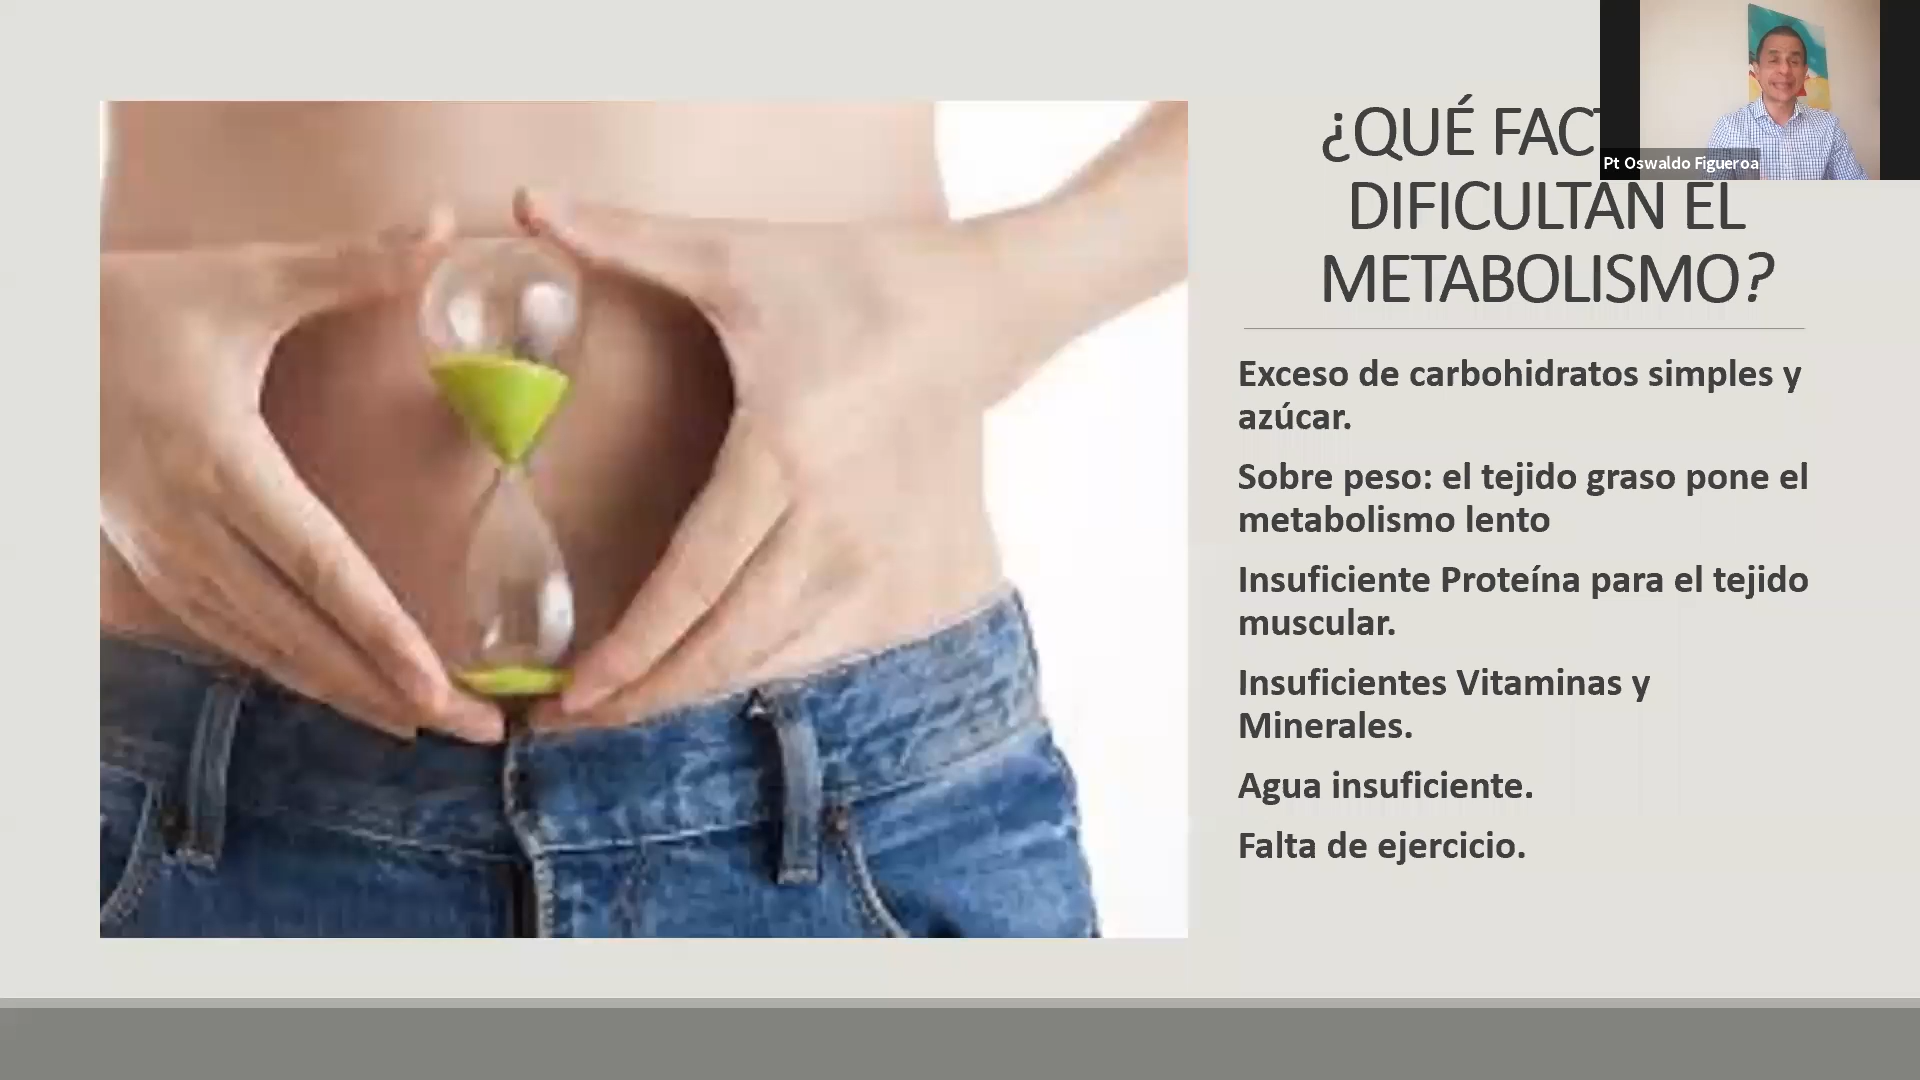 ¿QUÉ FAC
DIFICULTAN EL
METABOLISMO?
Pt Oswaldo Figueroa
Exceso de carbohidratos simples y
azúcar.
Sobre peso: el tejido graso pone el
metabolismo lento
Insuficiente Proteína para el tejido
muscular.
Insuficientes Vitaminas y
Minerales.
Agua insuficiente.
Falta de ejercicio.